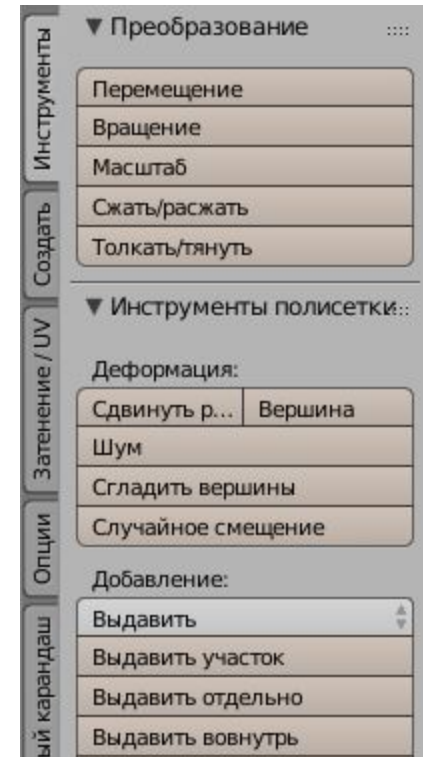 Инструменты
Создать
Затенение / UV
Опции
ый карандаш
Преобразование
Перемещение
Вращение
Масштаб
Сжать/расжать
Толкать/тянуть
Инструменты полисетки
Деформация:
Сдвинуть р... Вершина
Шум
Сгладить вершины
Случайное смещение
Добавление:
Выдавить
Выдавить участок
Выдавить отдельно
Выдавить вовнутрь